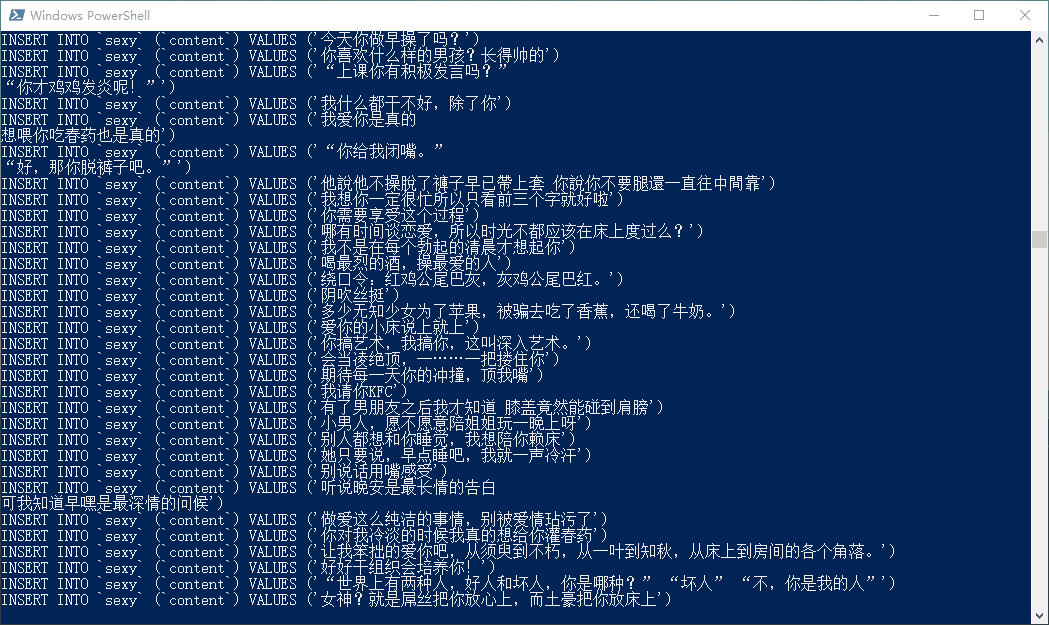 Windows PowerShell
INSERT INTO `sexy` (`content`) VALUES ('今天你做早操了吗？')
INSERT INTO `sexy` (`content`) VALUES ('你喜欢什么样的男孩？长得帅的')
INSERT INTO `sexy` (`content`) VALUES ('“上课你有积极发言吗？”
“你才鸡鸡发炎呢！”')
INSERT INTO `sexy` (`content`) VALUES ('我什么都干不好，除了你')
INSERT INTO `sexy` (`content`) VALUES ('我爱你是真的
想喂你吃春药也是真的')
INSERT INTO `sexy` (`content`) VALUES ('“你给我闭嘴。”
“好，那你脱裤子吧。”')
INSERT INTO `sexy` (`content`) VALUES ('他說他不操脫了褲子早已帶上套 你說你不要腿還一直往中間靠')
INSERT INTO `sexy` (`content`) VALUES ('我想你一定很忙所以只看前三个字就好啦')
INSERT INTO `sexy` (`content`) VALUES ('你需要享受这个过程')
INSERT INTO `sexy` (`content`) VALUES ('哪有时间谈恋爱，所以时光不都应该在床上度过么？')
INSERT INTO `sexy` (`content`) VALUES ('我不是在每个勃起的清晨才想起你')
INSERT INTO `sexy` (`content`) VALUES ('喝最烈的酒，操最爱的人')
INSERT INTO `sexy` (`content`) VALUES ('绕口令：红鸡公尾巴灰，灰鸡公尾巴红。')
INSERT INTO `sexy` (`content`) VALUES ('阴吹丝挺')
INSERT INTO `sexy` (`content`) VALUES ('多少无知少女为了苹果，被骗去吃了香蕉，还喝了牛奶。')
INSERT INTO `sexy` (`content`) VALUES ('爱你的小床说上就上')
INSERT INTO `sexy` (`content`) VALUES ('你搞艺术，我搞你，这叫深入艺术。')
INSERT INTO `sexy` (`content`) VALUES ('会当凌绝顶，一……一把搂住你')
INSERT INTO `sexy` (`content`) VALUES ('期待每一天你的冲撞，顶我嘴')
INSERT INTO `sexy` (`content`) VALUES ('我请你KFC')
INSERT INTO `sexy` (`content`) VALUES ('有了男朋友之后我才知道 膝盖竟然能碰到肩膀')
INSERT INTO `sexy` (`content`) VALUES ('小男人，愿不愿意陪姐姐玩一晚上呀')
INSERT INTO `sexy` (`content`) VALUES ('别人都想和你睡觉，我想陪你赖床')
INSERT INTO `sexy` (`content`) VALUES ('她只要说，早点睡吧，我就一声冷汗')
INSERT INTO `sexy` (`content`) VALUES ('别说话用嘴感受')
INSERT INTO `sexy` (`content`) VALUES ('听说晚安是最长情的告白
可我知道早嘿是最深情的问候')
INSERT INTO `sexy` (`content`) VALUES ('做爱这么纯洁的事情，别被爱情玷污了')
INSERT INTO `sexy` (`content`) VALUES ('你对我冷淡的时候我真的想给你灌春药')
INSERT INTO `sexy` (`content`) VALUES ('让我笨拙的爱你吧，从须臾到不朽，从一叶到知秋，从床上到房间的各个角落。')
INSERT INTO `sexy` (`content`) VALUES ('好好干组织会培养你！')
INSERT INTO `sexy` (`content`) VALUES ('“世界上有两种人，好人和坏人，你是哪种？” “坏人” “不，你是我的人”')
INSERT INTO `sexy` (`content`) VALUES ('女神？就是屌丝把你放心上，而土豪把你放床上')